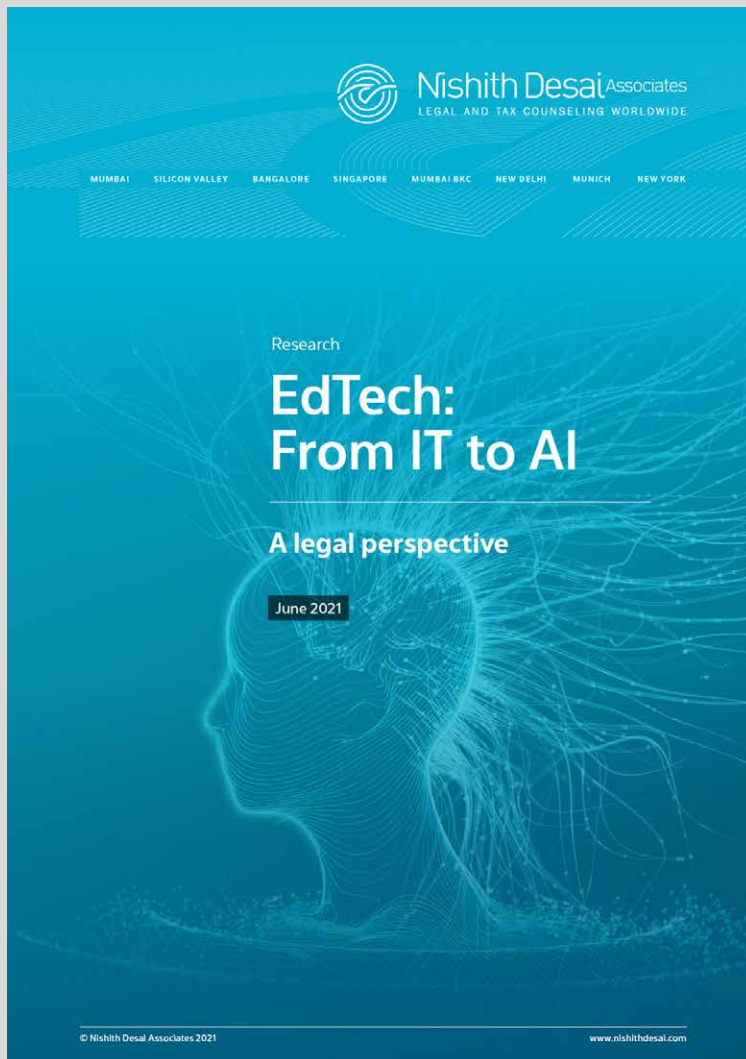 Nishith Desai Associates
LEGAL AND TAX COUNSELING WORLDWIDE
MUMBAI SILICON VALLEY BANGALORE SINGAPORE MUMBAI BKC NEW DELHI MUNICH NEW YORK
Research
EdTech:
From IT to AI
A legal perspective
June 2021
© Nishith Desai Associates 2021 www.nishithdesai.com